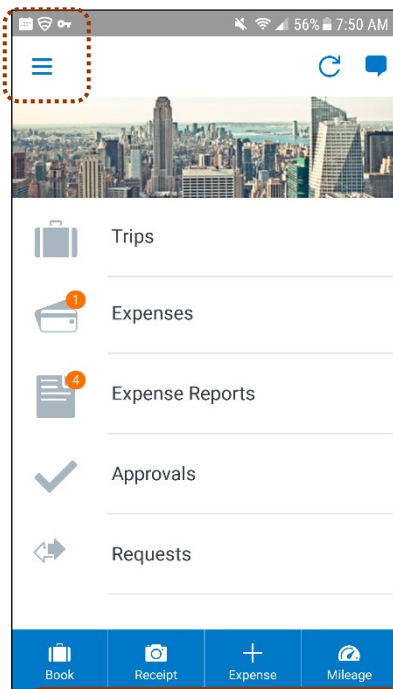 56% 7:50 AM
Trips
1
Expenses
4
Expense Reports
Approvals
Requests
Book Receipt Expense Mileage